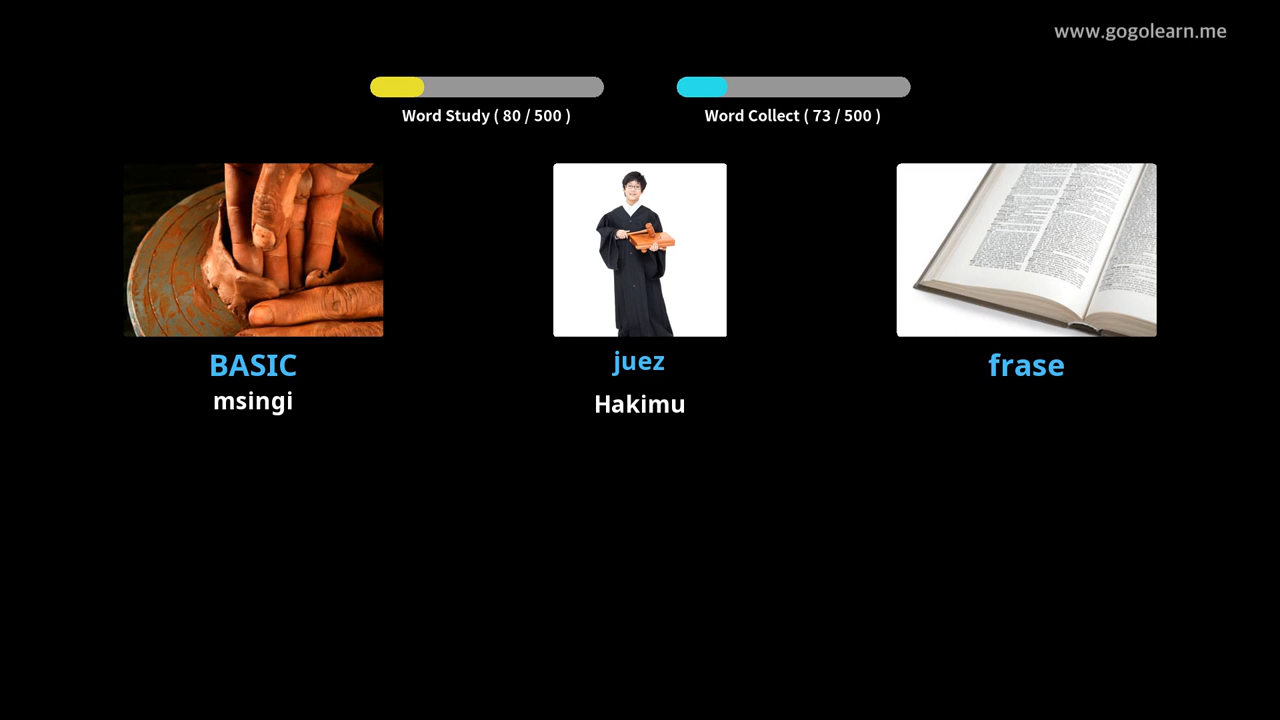 www.gogolearn.me
Word Study ( 80 / 500 )
Word Collect ( 73 / 500 )
BASIC
msingi
juez
Hakimu
frase